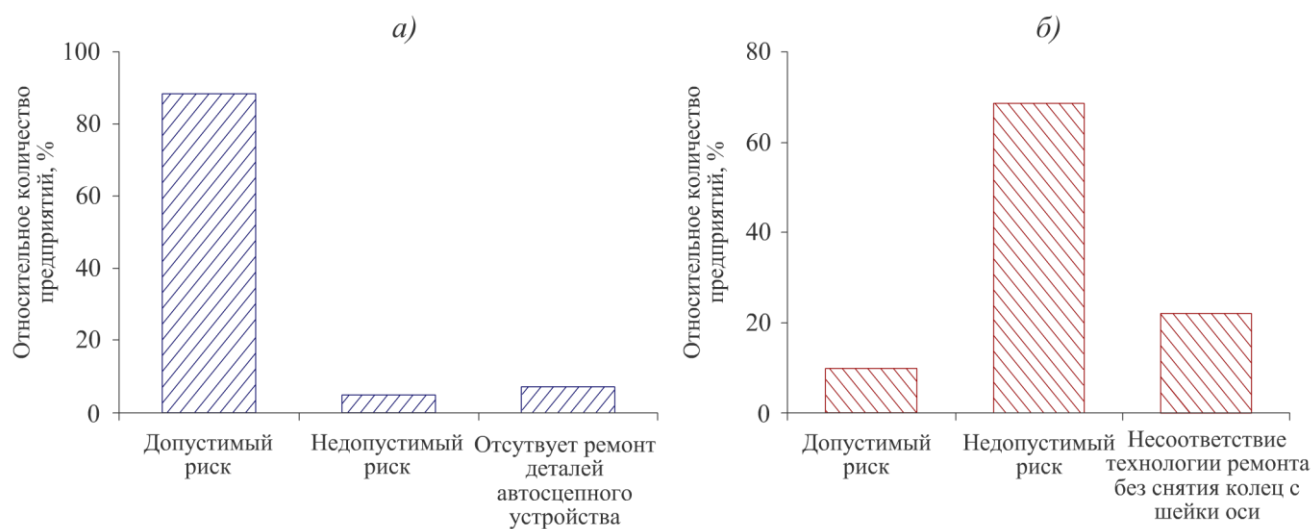 а)
Относительное количество
предприятий, %
100
80
60
40
20
0
Допустимый
риск
Недопустимый
риск
Отсутвует ремонт
деталей
автосцепного
устройства
б)
Относительное количество
предприятий, %
80
60
40
20
0
Допустимый
риск
Недопустимый
риск
Несоответствие
технологии ремонта
без снятия колец с
шейки оси